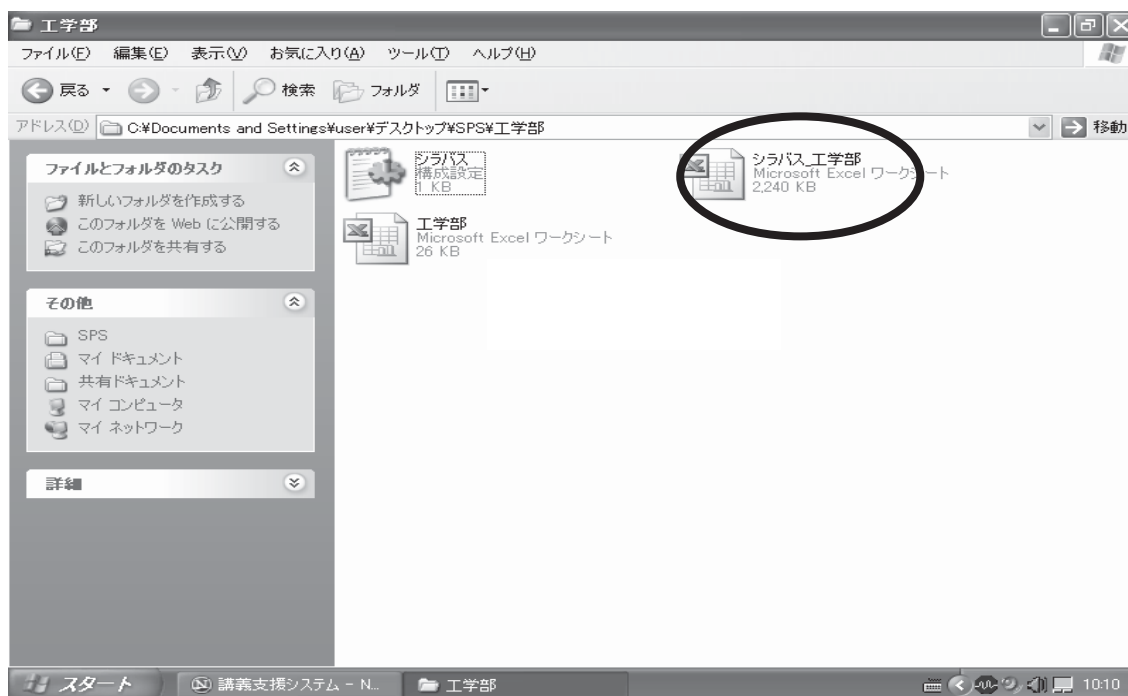 工学部
ファイル(F) 編集(E) 表示(V) お気に入り(A) ツール(T) ヘルプ(H)
戻る 検索 フォルダ
アドレス(D) C:¥Documents and Settings¥user¥デスクトップ¥SPS¥工学部 移動
ファイルとフォルダのタスク
新しいフォルダを作成する
このフォルダを Web に公開する
このフォルダを共有する
その他
SPS
マイ ドキュメント
共有ドキュメント
マイ コンピュータ
マイ ネットワーク
詳細
シラバス
構成設定
1 KB
シラバス_工学部
Microsoft Excel ワークシート
2,240 KB
工学部
Microsoft Excel ワークシート
26 KB
スタート 講義支援システム - N... 工学部 10:10